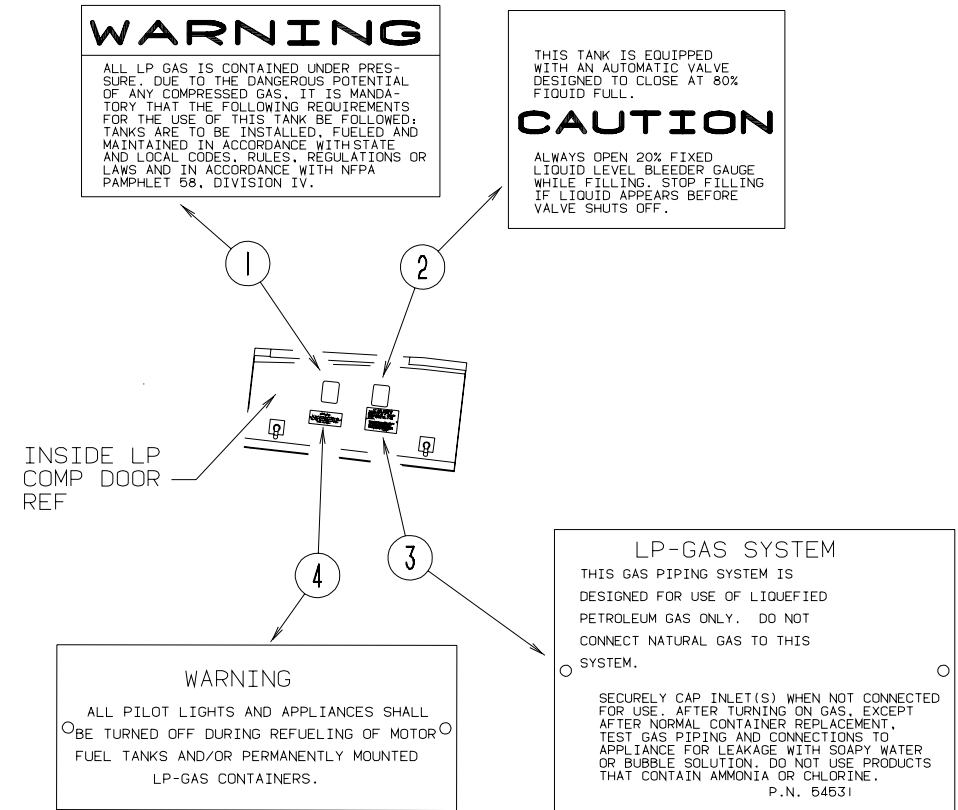 WARNING
ALL LP GAS IS CONTAINED UNDER PRES-
SURE. DUE TO THE DANGEROUS POTENTIAL
OF ANY COMPRESSED GAS, IT IS MANDA-
TORY THAT THE FOLLOWING REQUIREMENTS
FOR THE USE OF THIS TANK BE FOLLOWED:
TANKS ARE TO BE INSTALLED, FUELED AND
MAINTAINED IN ACCORDANCE WITH STATE
AND LOCAL CODES, RULES, REGULATIONS OR
LAWS AND IN ACCORDANCE WITH NFPA
PAMPHLET 58, DIVISION IV.
THIS TANK IS EQUIPPED
WITH AN AUTOMATIC VALVE
DESIGNED TO CLOSE AT 80%
FIQUID FULL.
CAUTION
ALWAYS OPEN 20% FIXED
LIQUID LEVEL BLEEDER GAUGE
WHILE FILLING. STOP FILLING
IF LIQUID APPEARS BEFORE
VALVE SHUTS OFF.
1
2
INSIDE LP
COMP DOOR
REF
4
3
WARNING
ALL PILOT LIGHTS AND APPLIANCES SHALL
BE TURNED OFF DURING REFUELING OF MOTOR
FUEL TANKS AND/OR PERMANENTLY MOUNTED
LP-GAS CONTAINERS.
LP-GAS SYSTEM
THIS GAS PIPING SYSTEM IS
DESIGNED FOR USE OF LIQUEFIED
PETROLEUM GAS ONLY. DO NOT
CONNECT NATURAL GAS TO THIS
SYSTEM.
SECURELY CAP INLET(S) WHEN NOT CONNECTED
FOR USE. AFTER TURNING ON GAS, EXCEPT
AFTER NORMAL CONTAINER REPLACEMENT,
TEST GAS PIPING AND CONNECTIONS TO
APPLIANCE FOR LEAKAGE WITH SOAPY WATER
OR BUBBLE SOLUTION. DO NOT USE PRODUCTS
THAT CONTAIN AMMONIA OR CHLORINE.
P.N. 54531